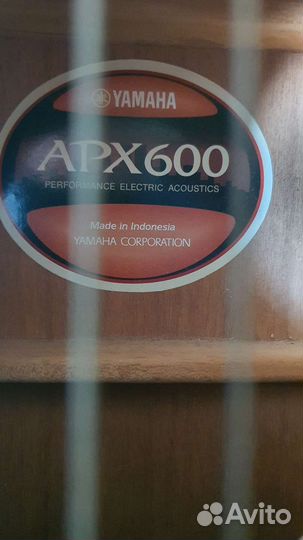 YAMAHA
APX600
PERFORMANCE ELECTRIC ACOUSTICS
Made in Indonesia
YAMAHA CORPORATION
Avito